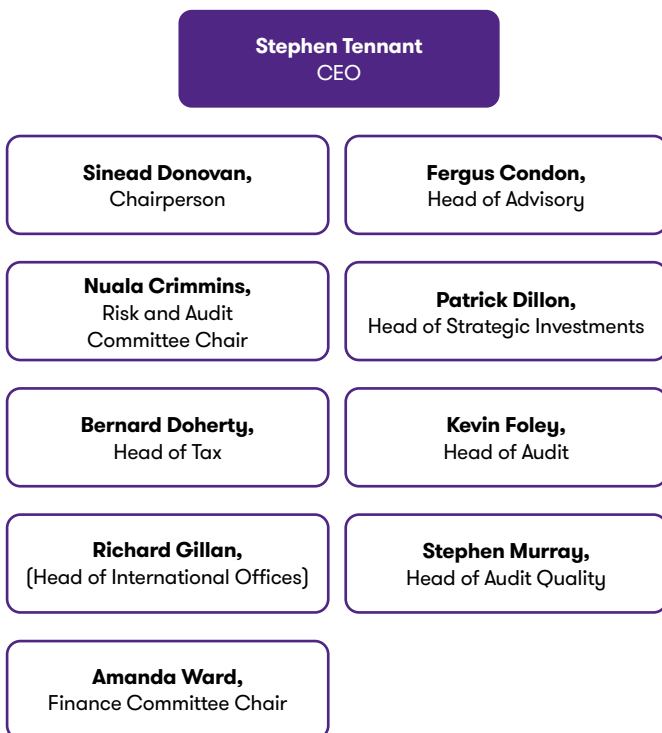 Stephen Tennant
CEO
Sinead Donovan,
Chairperson
Fergus Condon,
Head of Advisory
Nuala Crimmins,
Risk and Audit
Committee Chair
Patrick Dillon,
Head of Strategic Investments
Bernard Doherty,
Head of Tax
Kevin Foley,
Head of Audit
Richard Gillan,
(Head of International Offices)
Stephen Murray,
Head of Audit Quality
Amanda Ward,
Finance Committee Chair